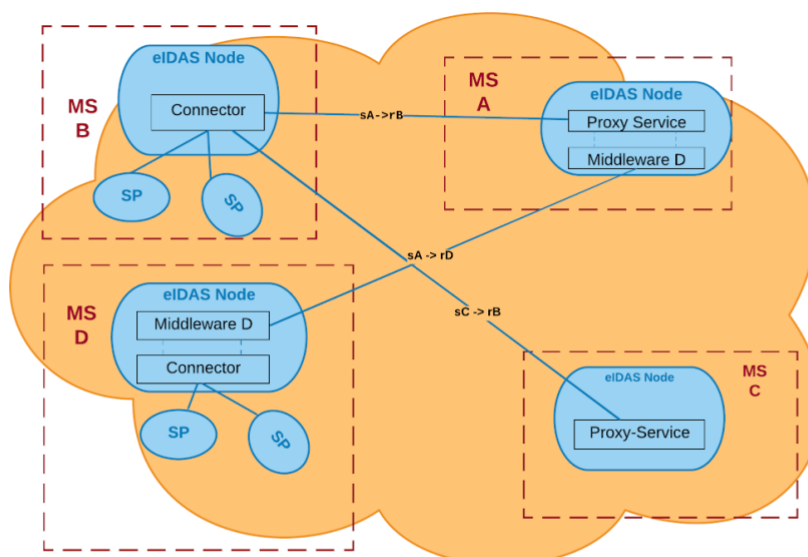 eIDAS Node
MS
B
Connector
SP
SP
sA->rB
MS
A
eIDAS Node
Proxy Service
Middleware D
sA -> rD
MS
D
eIDAS Node
Middleware D
Connector
SP
SP
sC -> rB
eIDAS Node
MS
C
Proxy-Service